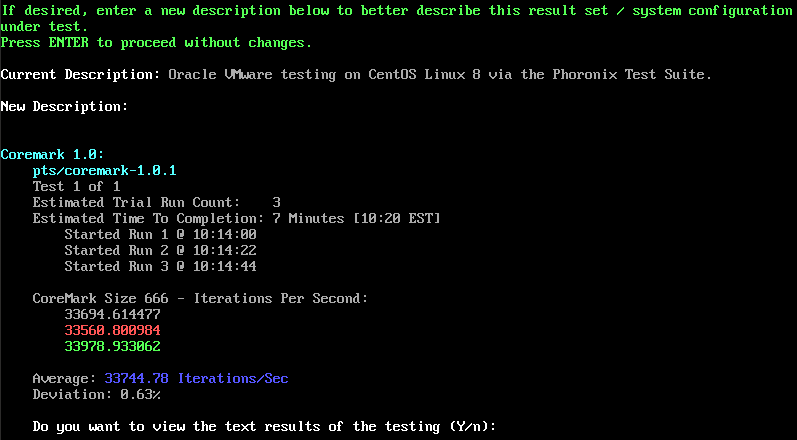 If desired, enter a new description below to better describe this result set / system configuration
under test.
Press ENTER to proceed without changes.
Current Description: Oracle VMware testing on CentOS Linux 8 via the Phoronix Test Suite.
New Description:
Coremark 1.0:
pts/coremark-1.0.1
Test 1 of 1
Estimated Trial Run Count:    3
Estimated Time To Completion: 7 Minutes [10:20 EST]
Started Run 1 @ 10:14:00
Started Run 2 @ 10:14:22
Started Run 3 @ 10:14:44
CoreMark Size 666 - Iterations Per Second:
33694.614477
33560.800984
33978.933062
Average: 33744.78 Iterations/Sec
Deviation: 0.63%
Do you want to view the text results of the testing (Y/n):